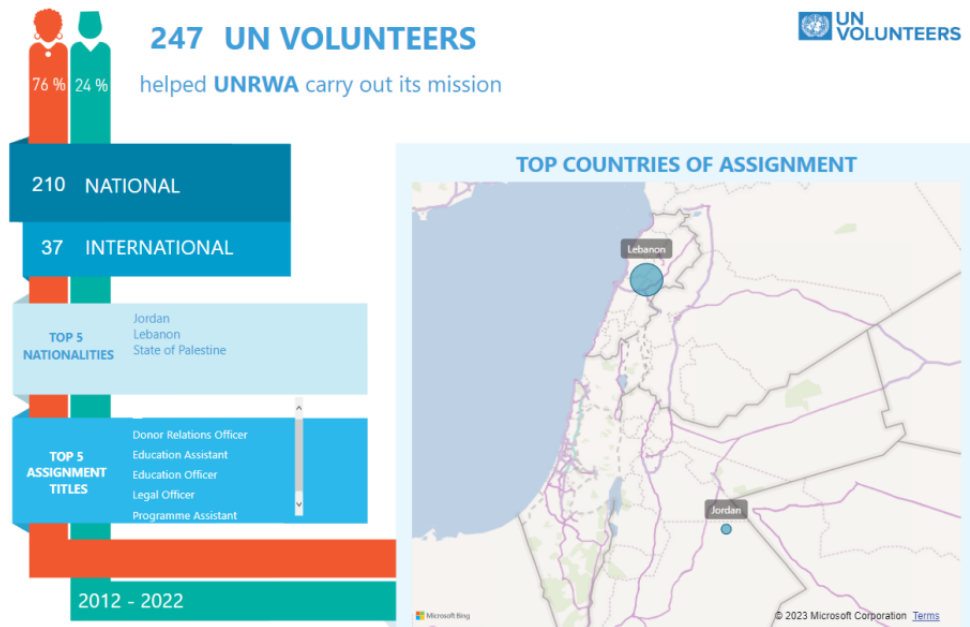 247 UN VOLUNTEERS
helped UNRWA carry out its mission
UN
VOLUNTEERS
76 %
24 %
210 NATIONAL
37 INTERNATIONAL
TOP 5
NATIONALITIES
Jordan
Lebanon
State of Palestine
TOP 5
ASSIGNMENT
TITLES
Donor Relations Officer
Education Assistant
Education Officer
Legal Officer
Programme Assistant
2012 - 2022
TOP COUNTRIES OF ASSIGNMENT
Lebanon
Jordan
Microsoft Bing
© 2023 Microsoft Corporation Terms